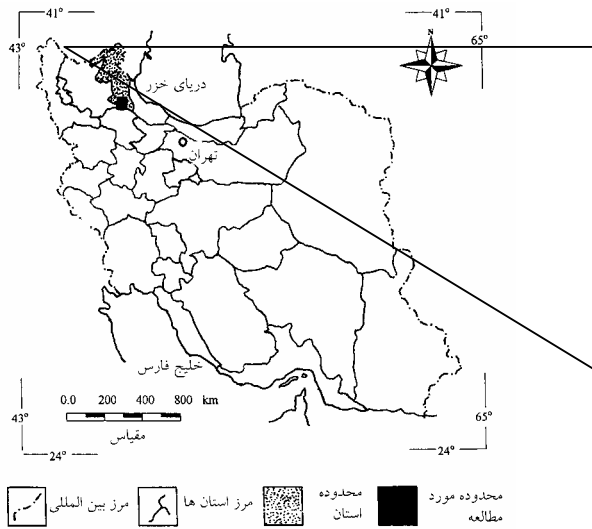 41°
41°
43°
65°
N
دریای خزر
تهران
خلیج فارس
43°
65°
0.0 200 400 600 800 km
مقیاس
24°
24°
محدوده مورد مطالعه
محدوده استان
مرز استان ها
مرز بین المللی